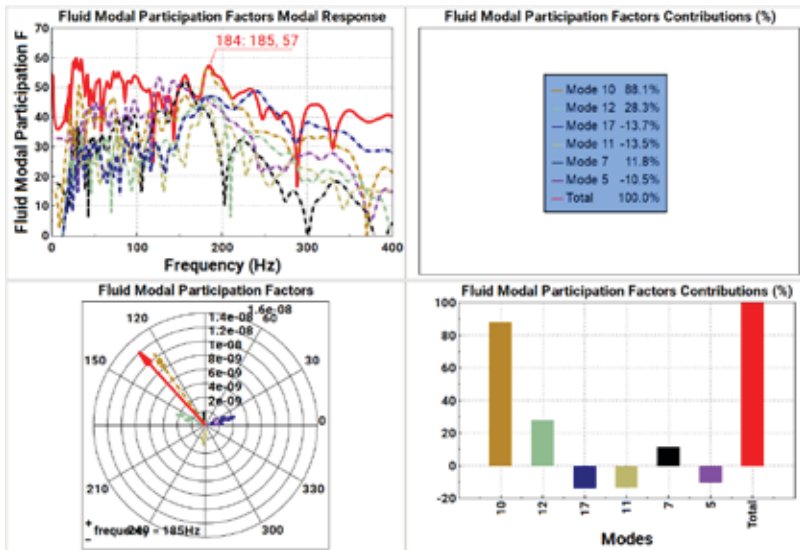 Fluid Modal Participation Factors Modal Response
184: 185, 57
Fluid Modal Participation F
70
60
50
40
30
20
10
0
0 100 200 300 400
Frequency (Hz)
Fluid Modal Participation Factors Contributions (%)
Mode 10 88.1%
Mode 12 28.3%
Mode 17 -13.7%
Mode 11 -13.5%
Mode 7 11.8%
Mode 5 -10.5%
Total 100.0%
Fluid Modal Participation Factors
1.6e-08
120 1.4e-08 60
1.2e-08
150 1e-08 30
8e-09
6e-09
4e-09
2e-09
0
210 330
240 300
+
-
frequency = 185Hz
Fluid Modal Participation Factors Contributions (%)
100
80
60
40
20
0
-20
10 12 17 11 7 5 Total
Modes